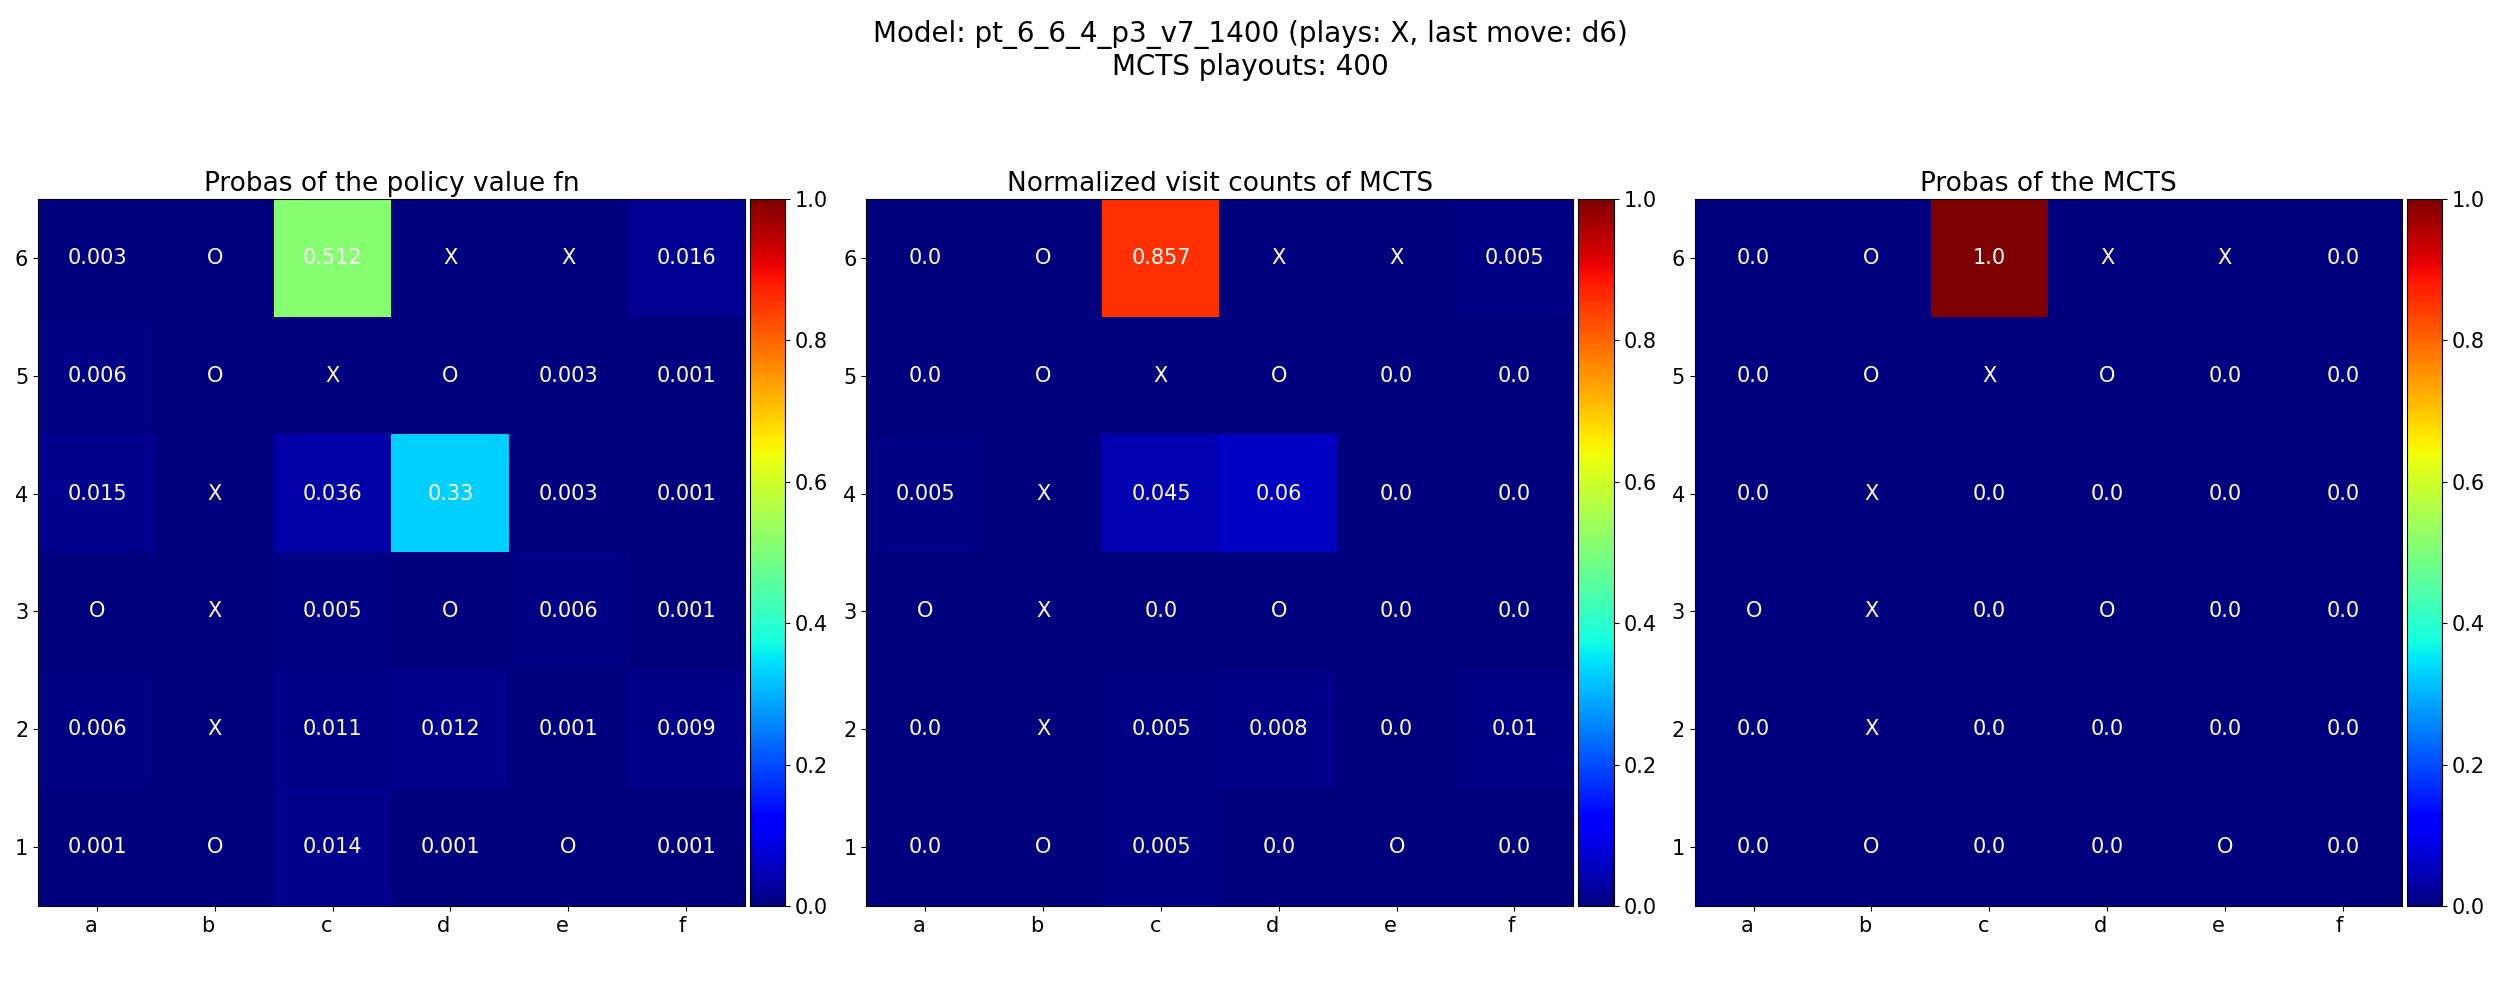 Model: pt_6_6_4_p3_v7_1400 (plays: X, last move: d6)
MCTS playouts: 400
Probas of the policy value fn
6 0.003 O 0.512 X X 0.016
5 0.006 O X O 0.003 0.001
4 0.015 X 0.036 0.33 0.003 0.001
3 O X 0.005 O 0.006 0.001
2 0.006 X 0.011 0.012 0.001 0.009
1 0.001 O 0.014 0.001 O 0.001
a b c d e f
1.0
0.8
0.6
0.4
0.2
0.0
Normalized visit counts of MCTS
6 0.0 O 0.857 X X 0.005
5 0.0 O X O 0.0 0.0
4 0.005 X 0.045 0.06 0.0 0.0
3 O X 0.0 O 0.0 0.0
2 0.0 X 0.005 0.008 0.0 0.01
1 0.0 O 0.005 0.0 O 0.0
a b c d e f
1.0
0.8
0.6
0.4
0.2
0.0
Probas of the MCTS
6 0.0 O 1.0 X X 0.0
5 0.0 O X O 0.0 0.0
4 0.0 X 0.0 0.0 0.0 0.0
3 O X 0.0 O 0.0 0.0
2 0.0 X 0.0 0.0 0.0 0.0
1 0.0 O 0.0 0.0 O 0.0
a b c d e f
1.0
0.8
0.6
0.4
0.2
0.0